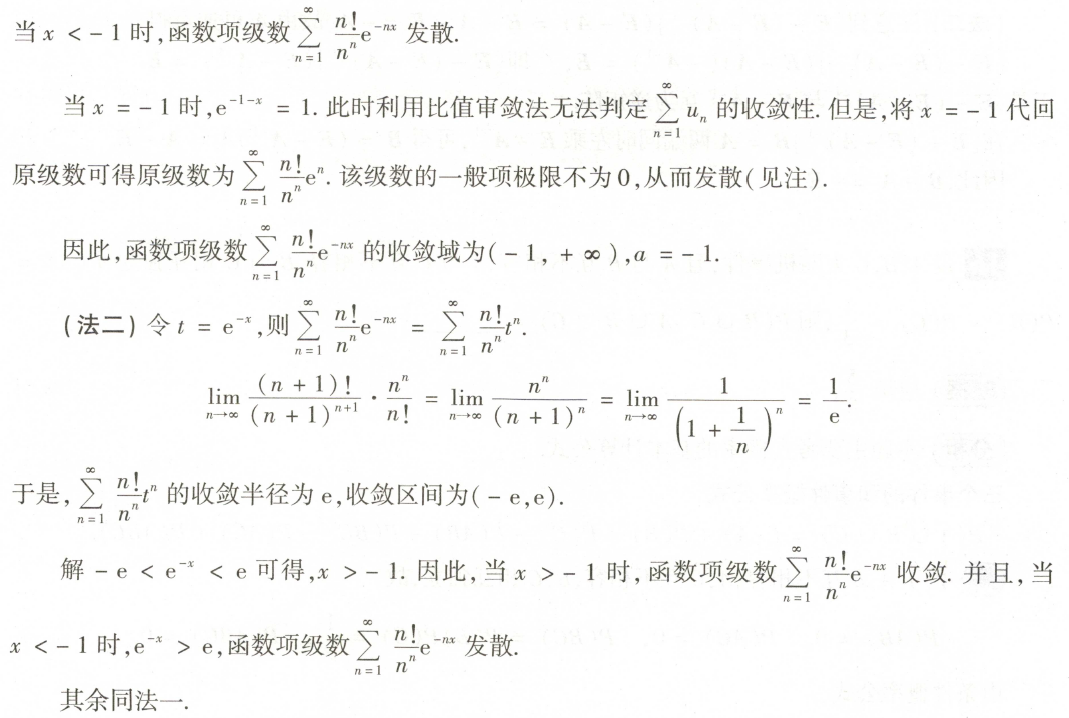 当 x < - 1 时,函数项级数 $\sum_{n=1}^{\infty} \frac{n!}{n^n} e^{-nx}$ 发散.
当 x = - 1 时,$e^{-1-x}$ = 1. 此时利用比值审敛法无法判定 $\sum_{n=1}^{\infty} u_n$ 的收敛性. 但是,将 x = - 1 代回
原级数可得原级数为 $\sum_{n=1}^{\infty} \frac{n!}{n^n} e^n$. 该级数的一般项极限不为 0,从而发散(见注).
因此,函数项级数 $\sum_{n=1}^{\infty} \frac{n!}{n^n} e^{-nx}$ 的收敛域为( - 1, + ∞ ),a = - 1.
(法二) 令 t = $e^{-x}$,则 $\sum_{n=1}^{\infty} \frac{n!}{n^n} e^{-nx} = \sum_{n=1}^{\infty} \frac{n!}{n^n} t^n$.
$\lim_{n \to \infty} \frac{(n+1)!}{(n+1)^{n+1}} \cdot \frac{n^n}{n!} = \lim_{n \to \infty} \frac{n^n}{(n+1)^n} = \lim_{n \to \infty} \frac{1}{\left(1+\frac{1}{n}\right)^n} = \frac{1}{e}$.
于是, $\sum_{n=1}^{\infty} \frac{n!}{n^n} t^n$ 的收敛半径为 e,收敛区间为( - e,e).
解 - e < $e^{-x}$ < e 可得,x > - 1. 因此,当 x > - 1 时,函数项级数 $\sum_{n=1}^{\infty} \frac{n!}{n^n} e^{-nx}$ 收敛. 并且,当
x < - 1 时,$e^{-x}$ > e,函数项级数 $\sum_{n=1}^{\infty} \frac{n!}{n^n} e^{-nx}$ 发散.
其余同法一.